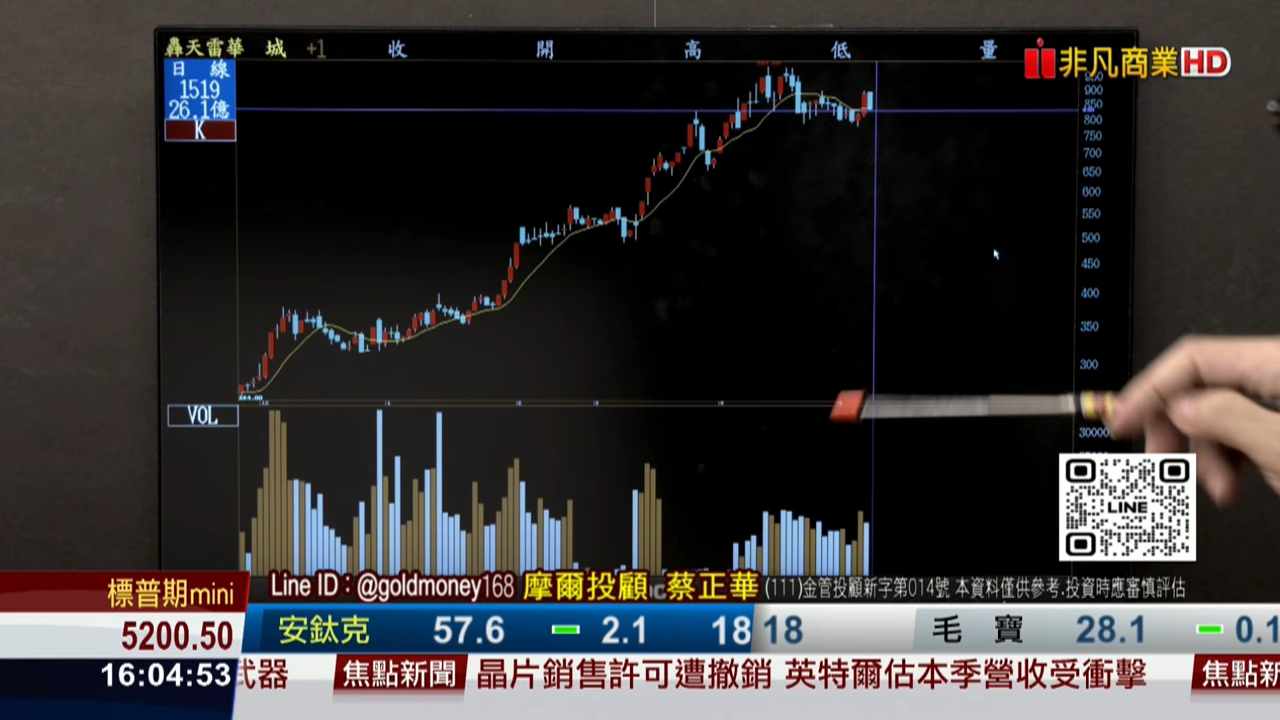 轟天雷華 城 +1 收 開 高 低 量
非凡商業HD
日 線
1519
26.1億
K
900
850
800
750
700
650
600
550
500
450
400
350
300
VOL
30000
LINE
Line ID : @goldmoney168 摩爾投顧 蔡正華 (111)金管投顧新字第014號 本資料僅供參考.投資時應審慎評估
標普期mini
5200.50
安鈦克 57.6 2.1 18 18 毛 寶 28.1 0.1
16:04:53
武器 焦點新聞 晶片銷售許可遭撤銷 英特爾估本季營收受衝擊 焦點新